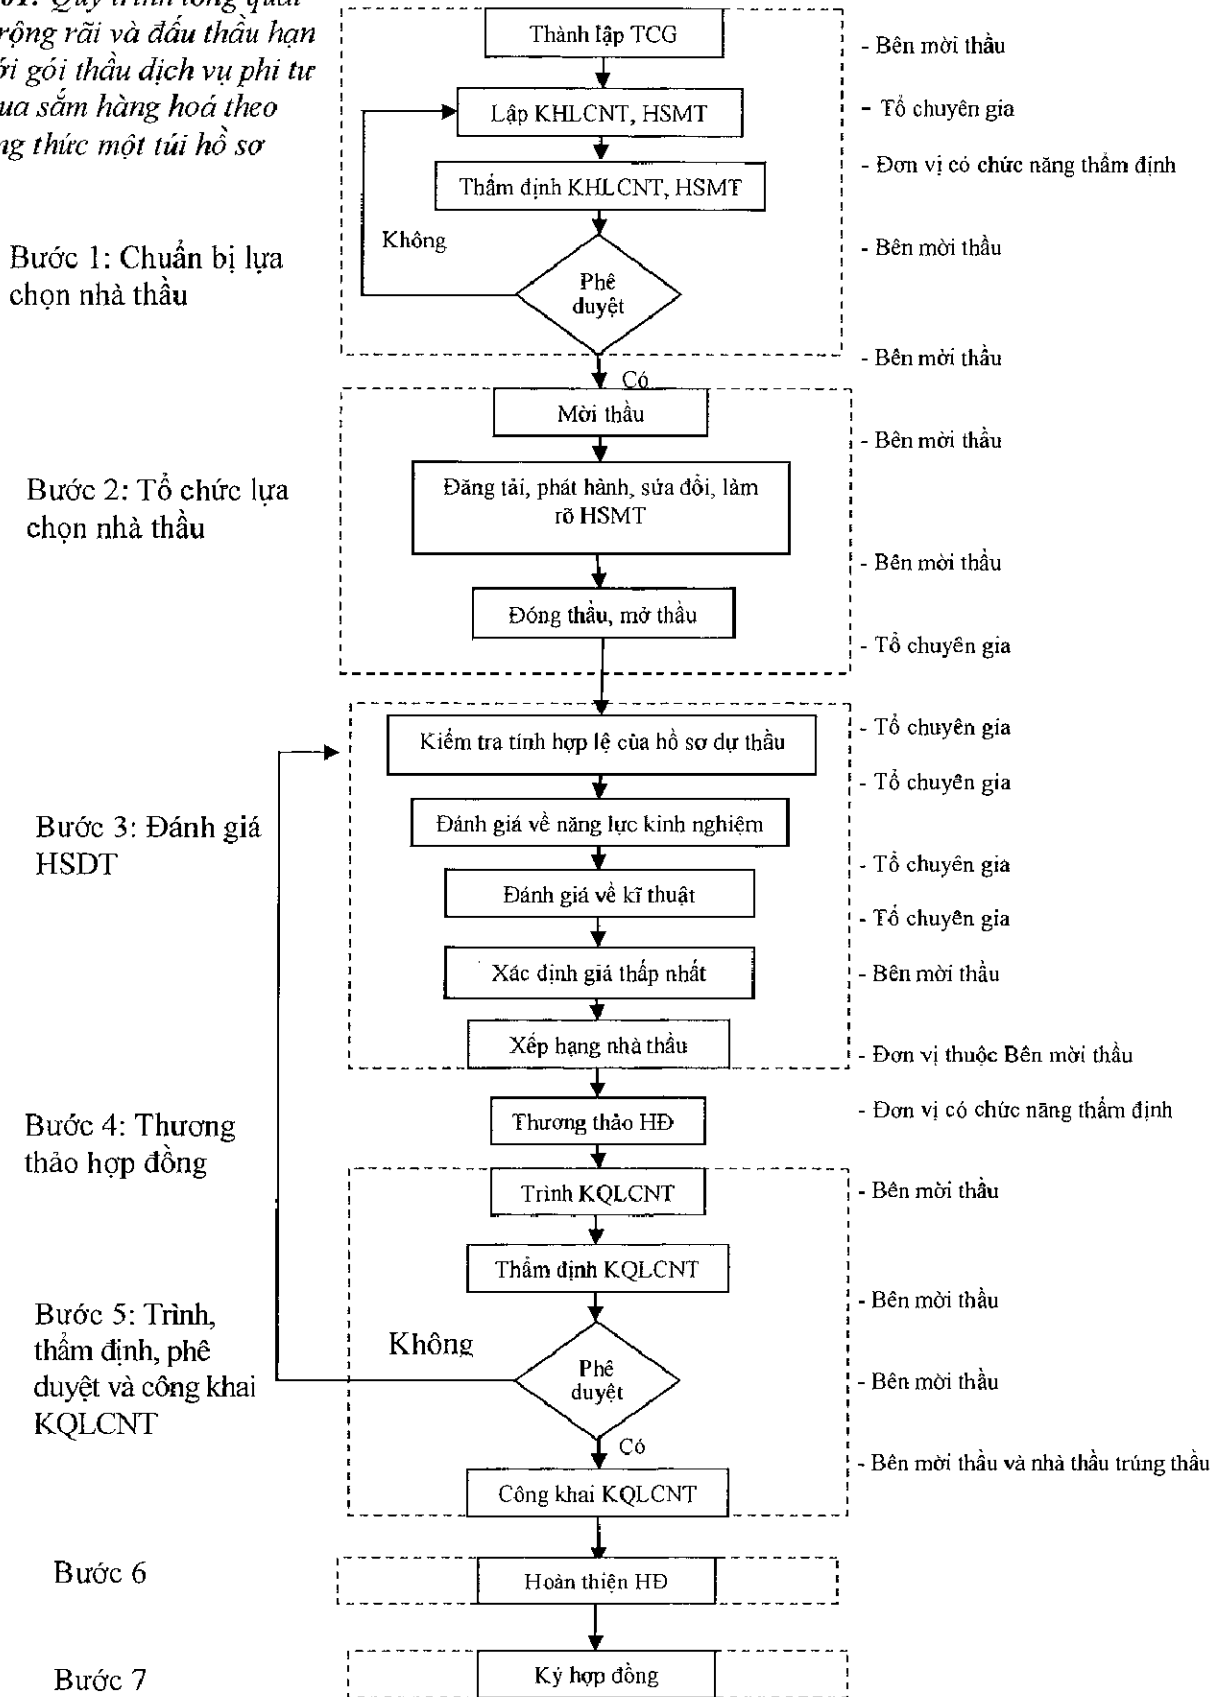 01: Quy trình tổng quát
rộng rãi và đấu thầu hạn
ới gói thầu dịch vụ phi tư
ua sắm hàng hoá theo
ng thức một túi hồ sơ
Thành lập TCG
- Bên mời thầu
Lập KHLCNT, HSMT
- Tổ chuyên gia
Thẩm định KHLCNT, HSMT
- Đơn vị có chức năng thẩm định
Không
- Bên mời thầu
Bước 1: Chuẩn bị lựa
chọn nhà thầu
Phê
duyệt
- Bên mời thầu
Có
Mời thầu
- Bên mời thầu
Bước 2: Tổ chức lựa
chọn nhà thầu
Đăng tải, phát hành, sửa đổi, làm
rõ HSMT
- Bên mời thầu
Đóng thầu, mở thầu
- Tổ chuyên gia
Kiểm tra tính hợp lệ của hồ sơ dự thầu
- Tổ chuyên gia
- Tổ chuyên gia
Bước 3: Đánh giá
HSDT
Đánh giá về năng lực kinh nghiệm
- Tổ chuyên gia
Đánh giá về kĩ thuật
- Tổ chuyên gia
Xác định giá thấp nhất
- Bên mời thầu
Xếp hạng nhà thầu
- Đơn vị thuộc Bên mời thầu
Bước 4: Thương
thảo hợp đồng
Thương thảo HĐ
- Đơn vị có chức năng thẩm định
Trình KQLCNT
- Bên mời thầu
Thẩm định KQLCNT
- Bên mời thầu
Bước 5: Trình,
thẩm định, phê
duyệt và công khai
KQLCNT
Không
Phê
duyệt
- Bên mời thầu
Có
- Bên mời thầu và nhà thầu trúng thầu
Công khai KQLCNT
Bước 6
Hoàn thiện HĐ
Bước 7
Ký hợp đồng